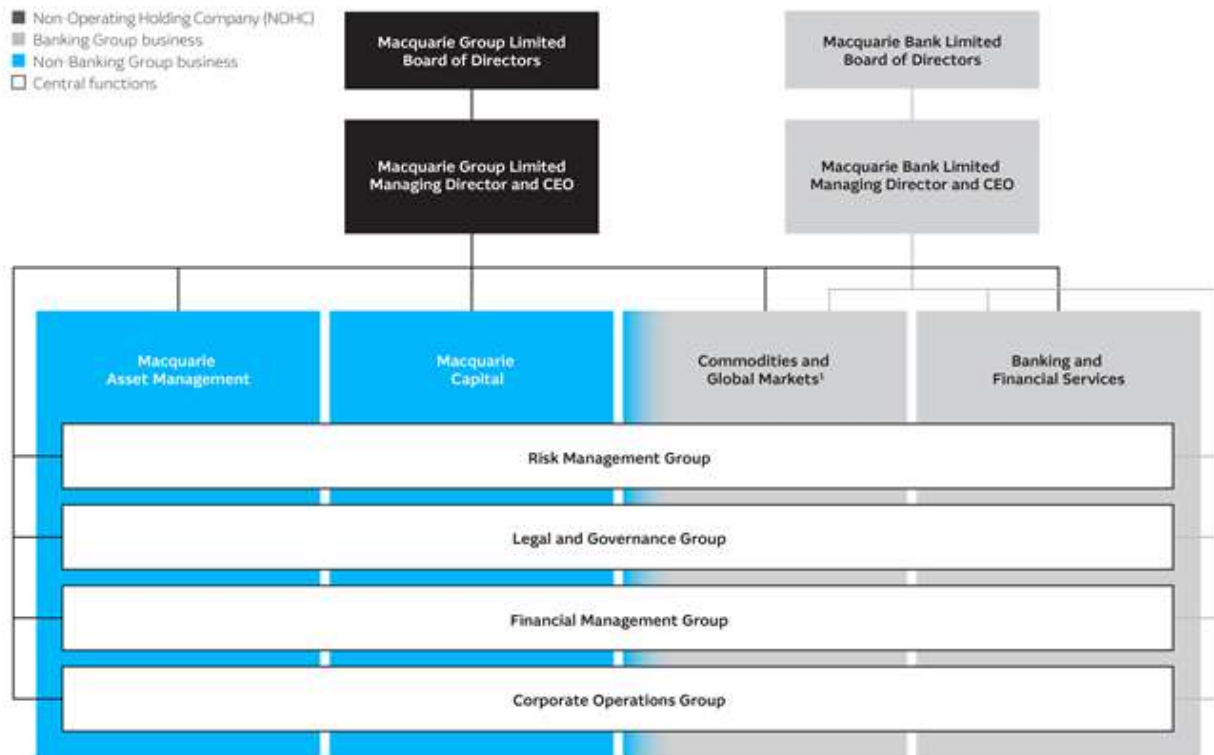 Non-Operating Holding Company (NOHC)
Banking Group business
Non-Banking Group business
Central functions
Macquarie Group Limited
Board of Directors
Macquarie Bank Limited
Board of Directors
Macquarie Group Limited
Managing Director and CEO
Macquarie Bank Limited
Managing Director and CEO
Macquarie
Asset Management
Macquarie
Capital
Commodities and
Global Markets¹
Banking and
Financial Services
Risk Management Group
Legal and Governance Group
Financial Management Group
Corporate Operations Group